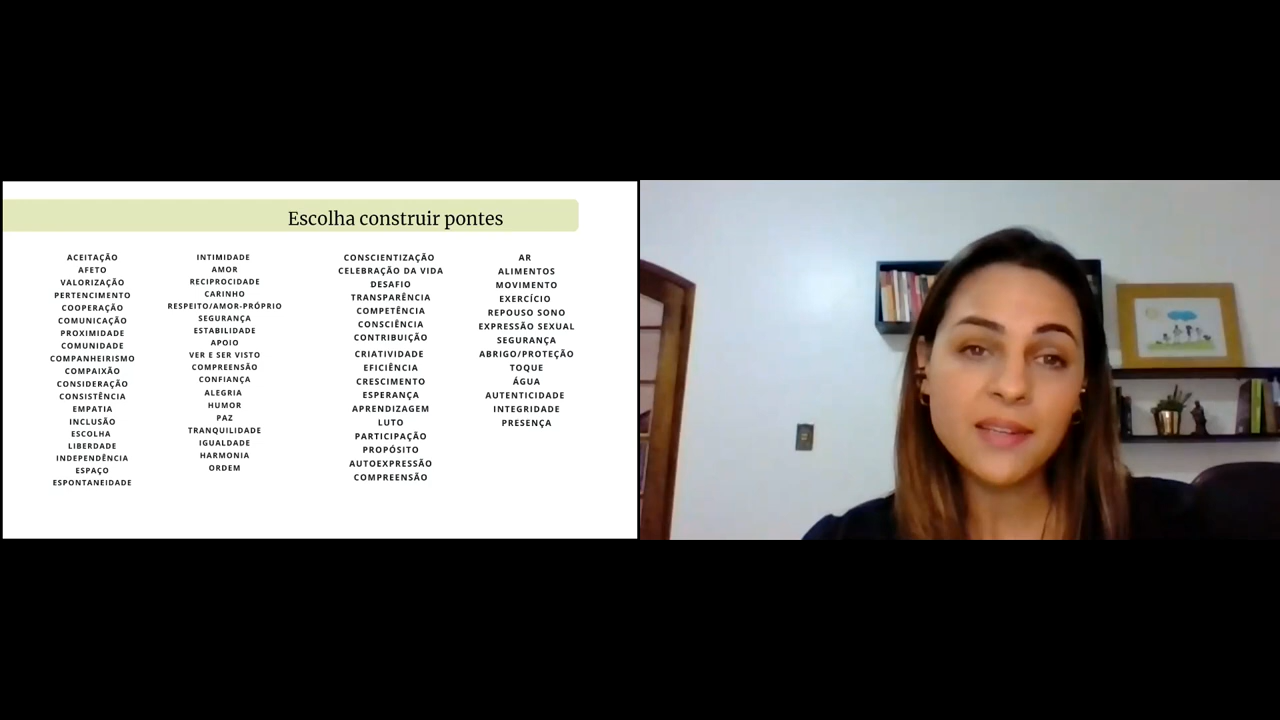 Escolha construir pontes
ACEITAÇÃO
AFETO
VALORIZAÇÃO
PERTENCIMENTO
COOPERAÇÃO
COMUNICAÇÃO
PROXIMIDADE
COMUNIDADE
COMPANHEIRISMO
COMPAIXÃO
CONSIDERAÇÃO
CONSISTÊNCIA
EMPATIA
INCLUSÃO
ESCOLHA
LIBERDADE
INDEPENDÊNCIA
ESPAÇO
ESPONTANEIDADE
INTIMIDADE
AMOR
RECIPROCIDADE
CARINHO
RESPEITO/AMOR-PRÓPRIO
SEGURANÇA
ESTABILIDADE
APOIO
VER E SER VISTO
COMPREENSÃO
CONFIANÇA
ALEGRIA
HUMOR
PAZ
TRANQUILIDADE
IGUALDADE
HARMONIA
ORDEM
CONSCIENTIZAÇÃO
CELEBRAÇÃO DA VIDA
DESAFIO
TRANSPARÊNCIA
COMPETÊNCIA
CONSCIÊNCIA
CONTRIBUIÇÃO
CRIATIVIDADE
EFICIÊNCIA
CRESCIMENTO
ESPERANÇA
APRENDIZAGEM
LUTO
PARTICIPAÇÃO
PROPÓSITO
AUTOEXPRESSÃO
COMPREENSÃO
AR
ALIMENTOS
MOVIMENTO
EXERCÍCIO
REPOUSO SONO
EXPRESSÃO SEXUAL
SEGURANÇA
ABRIGO/PROTEÇÃO
TOQUE
ÁGUA
AUTENTICIDADE
INTEGRIDADE
PRESENÇA